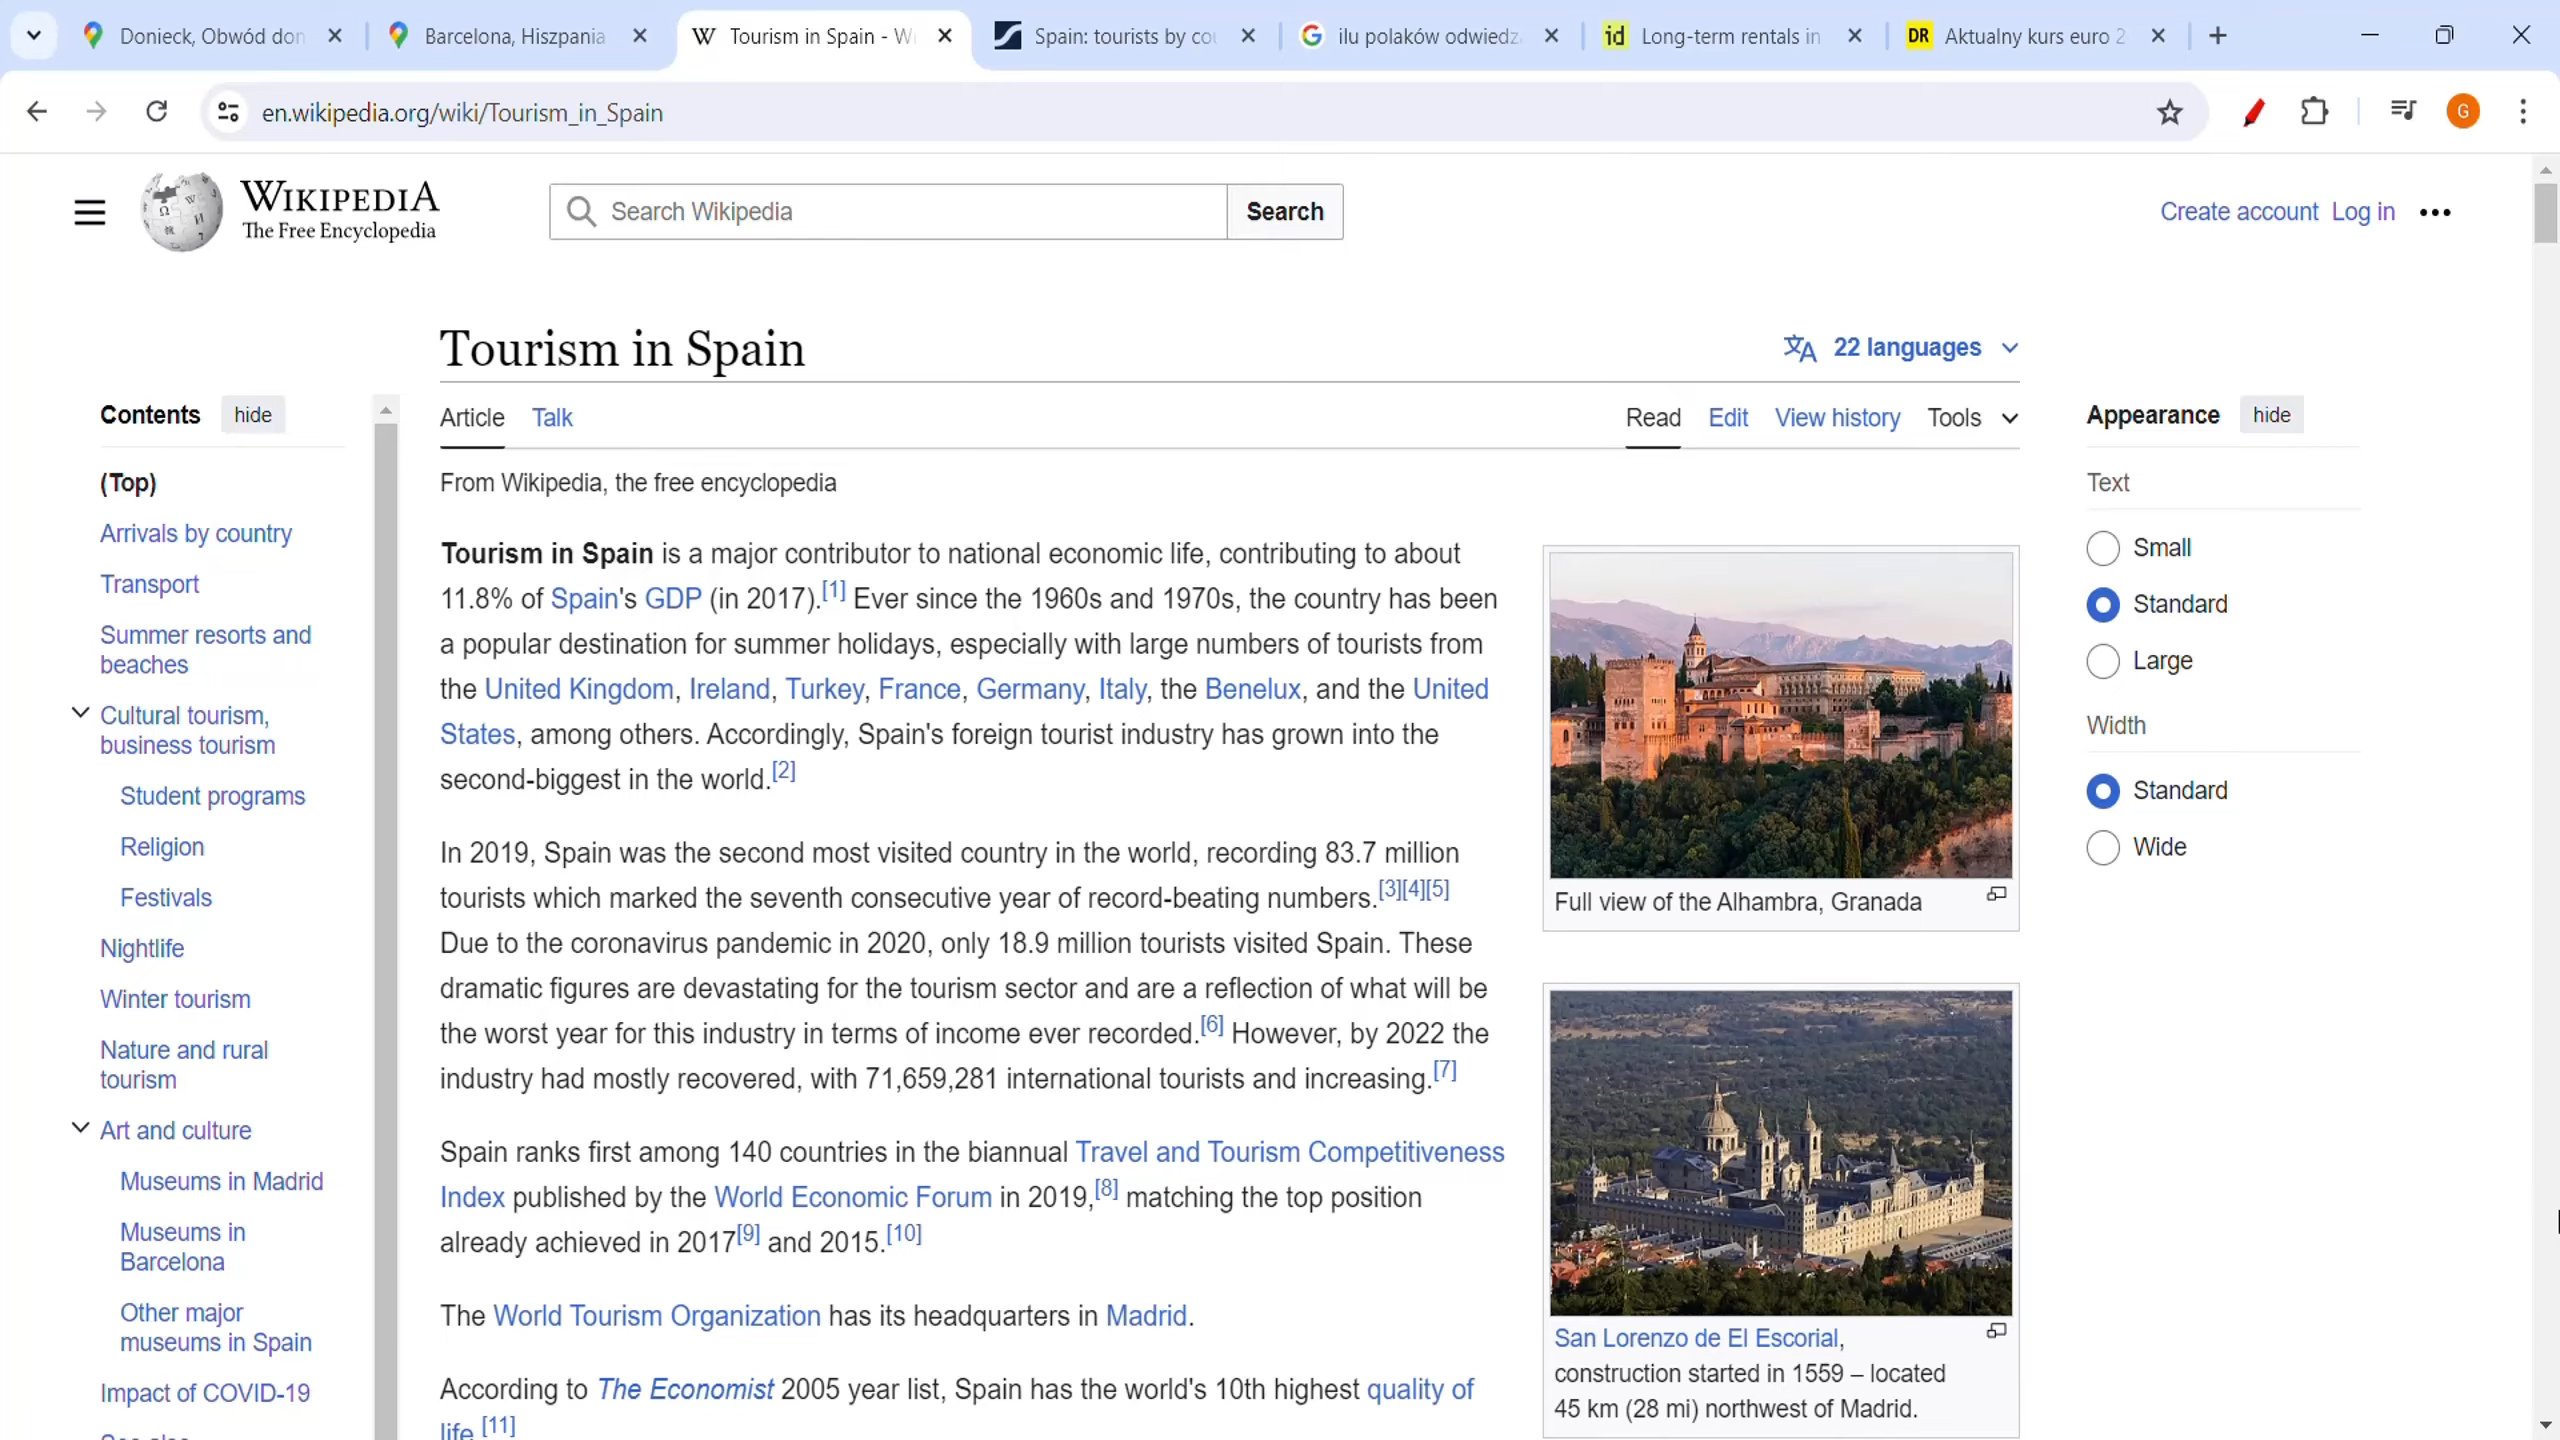 Donieck, Obwód don
Barcelona, Hiszpania
Tourism in Spain - W
Spain: tourists by cou
ilu polaków odwiedz
id Long-term rentals in
DR Aktualny kurs euro 2
en.wikipedia.org/wiki/Tourism_in_Spain
G
WIKIPEDIA
The Free Encyclopedia
Search Wikipedia
Search
Create account Log in
Tourism in Spain
22 languages
Article Talk
Read Edit View history Tools
From Wikipedia, the free encyclopedia
Contents hide
(Top)
Arrivals by country
Transport
Summer resorts and
beaches
Cultural tourism,
business tourism
Student programs
Religion
Festivals
Nightlife
Winter tourism
Nature and rural
tourism
Art and culture
Museums in Madrid
Museums in
Barcelona
Other major
museums in Spain
Impact of COVID-19
See also
Tourism in Spain is a major contributor to national economic life, contributing to about
11.8% of Spain's GDP (in 2017).[1] Ever since the 1960s and 1970s, the country has been
a popular destination for summer holidays, especially with large numbers of tourists from
the United Kingdom, Ireland, Turkey, France, Germany, Italy, the Benelux, and the United
States, among others. Accordingly, Spain's foreign tourist industry has grown into the
second-biggest in the world.[2]
In 2019, Spain was the second most visited country in the world, recording 83.7 million
tourists which marked the seventh consecutive year of record-beating numbers.[3][4][5]
Due to the coronavirus pandemic in 2020, only 18.9 million tourists visited Spain. These
dramatic figures are devastating for the tourism sector and are a reflection of what will be
the worst year for this industry in terms of income ever recorded.[6] However, by 2022 the
industry had mostly recovered, with 71,659,281 international tourists and increasing.[7]
Spain ranks first among 140 countries in the biannual Travel and Tourism Competitiveness
Index published by the World Economic Forum in 2019,[8] matching the top position
already achieved in 2017[9] and 2015.[10]
The World Tourism Organization has its headquarters in Madrid.
According to The Economist 2005 year list, Spain has the world's 10th highest quality of
life.[11]
Full view of the Alhambra, Granada
San Lorenzo de El Escorial,
construction started in 1559 – located
45 km (28 mi) northwest of Madrid.
Appearance hide
Text
Small
Standard
Large
Width
Standard
Wide